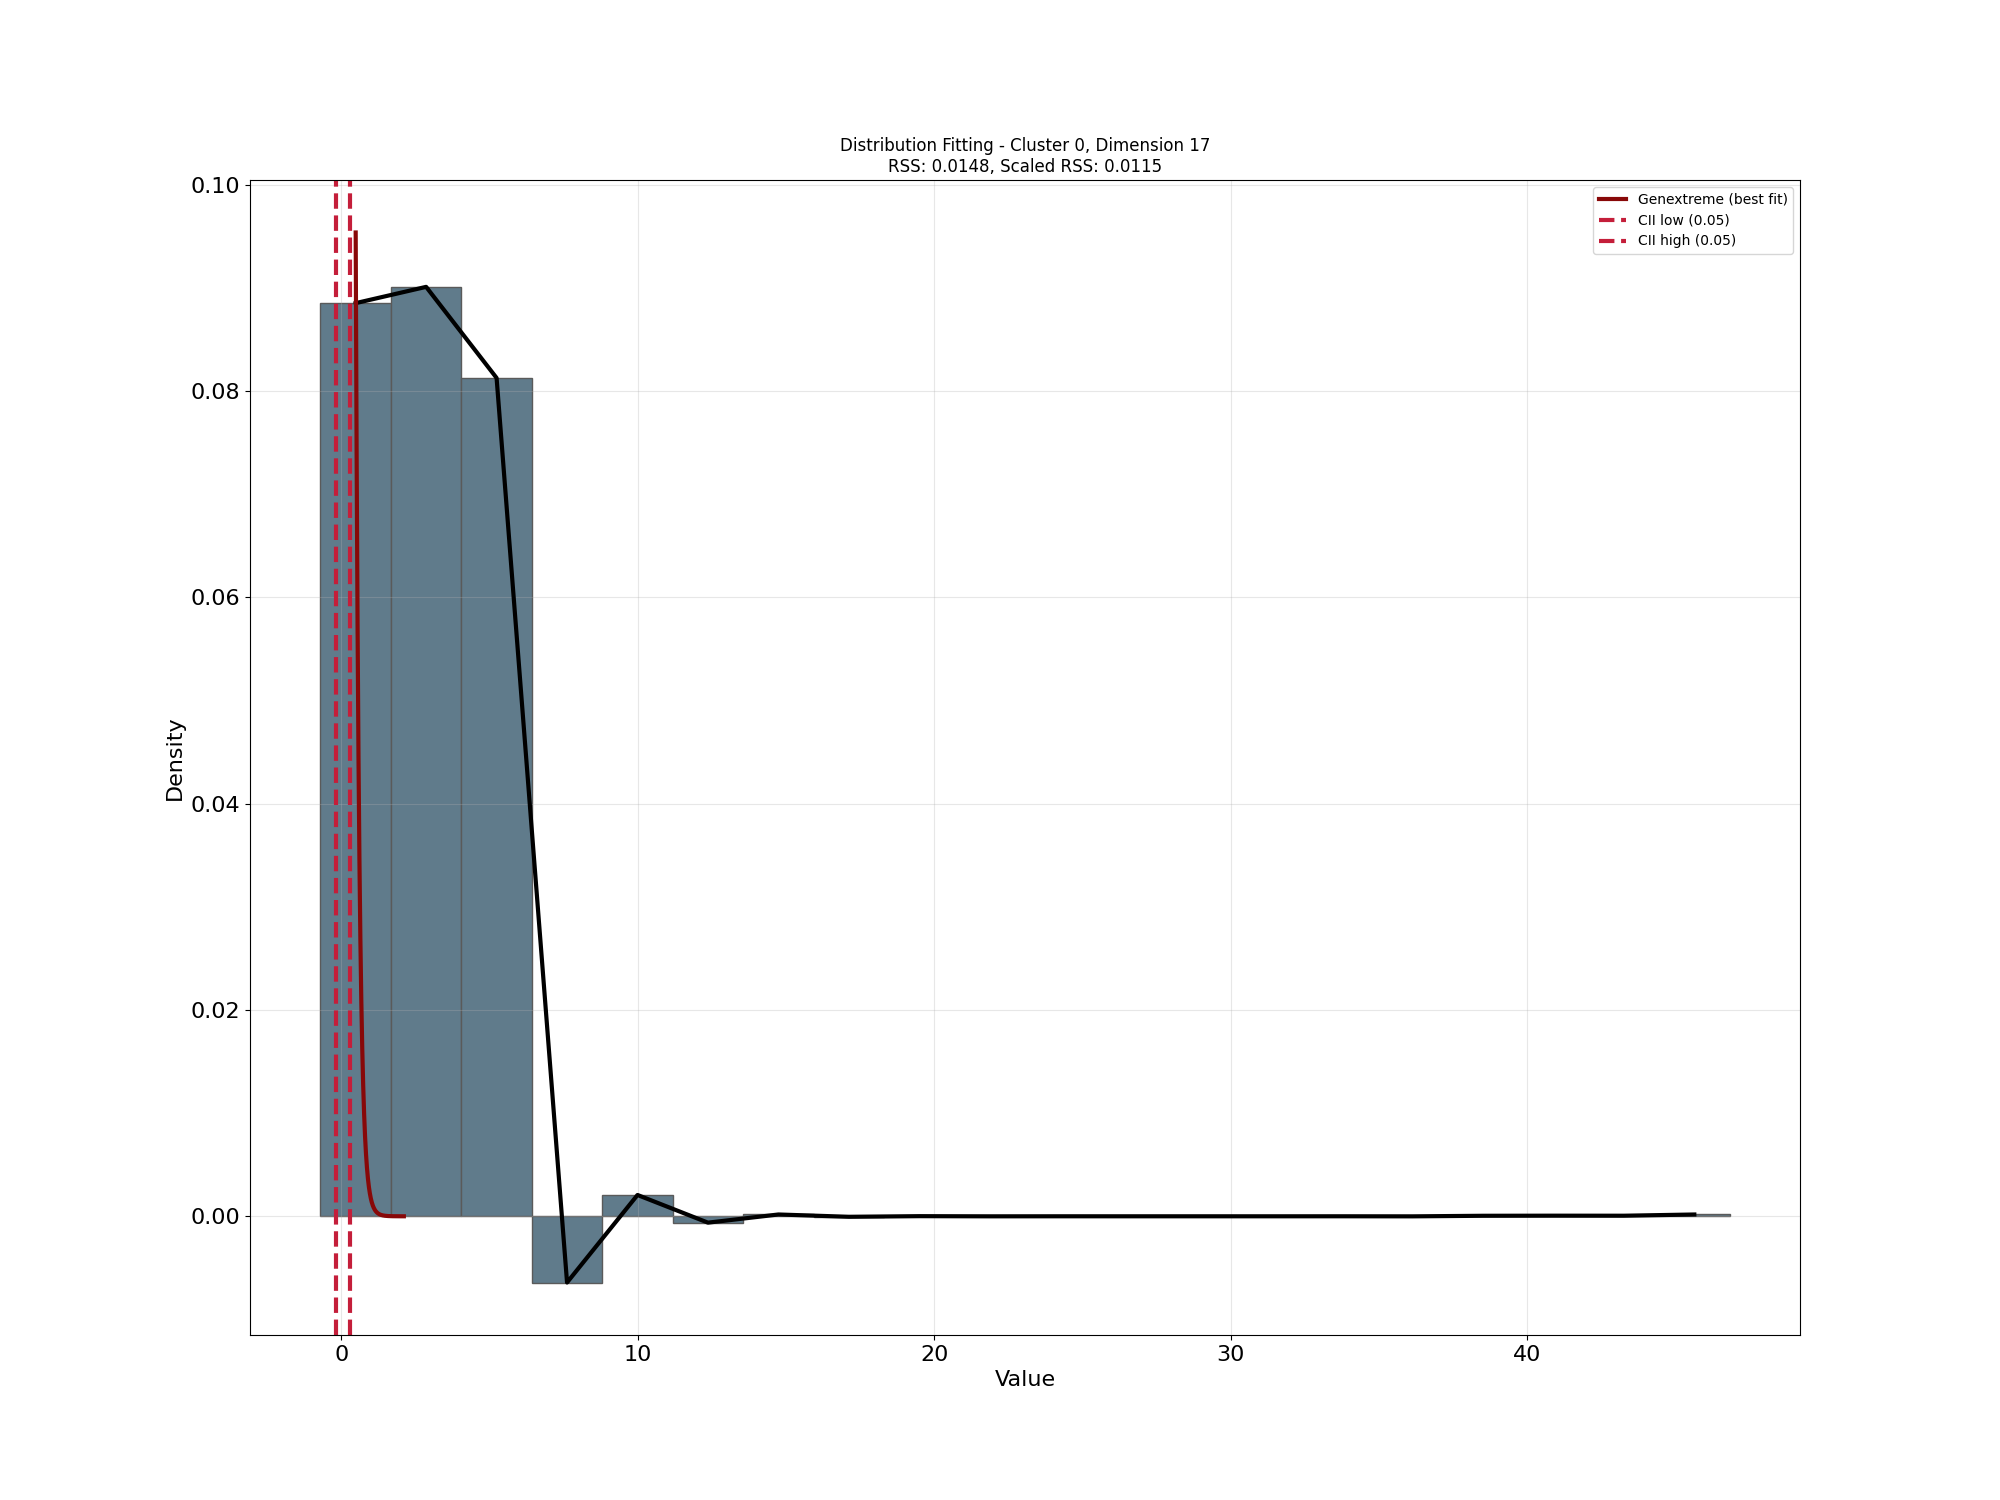 Distribution Fitting - Cluster 0, Dimension 17
RSS: 0.0148, Scaled RSS: 0.0115
Genextreme (best fit)
CII low (0.05)
CII high (0.05)
0.10
0.08
0.06
0.04
0.02
0.00
Density
0 10 20 30 40
Value